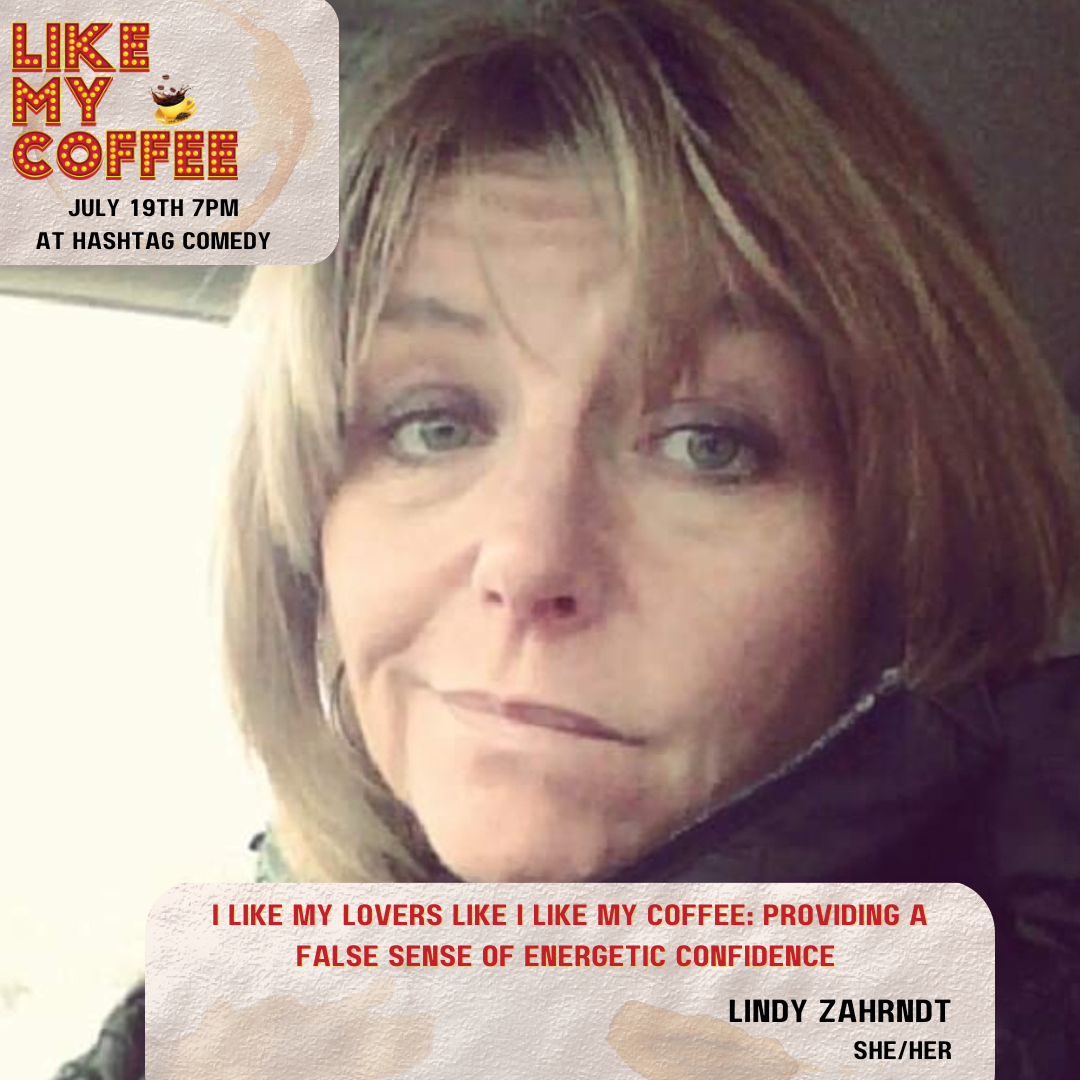 LIKE
MY
COFFEE
JULY 19TH 7PM
AT HASHTAG COMEDY
I LIKE MY LOVERS LIKE I LIKE MY COFFEE: PROVIDING A
FALSE SENSE OF ENERGETIC CONFIDENCE
LINDY ZAHRNDT
SHE/HER